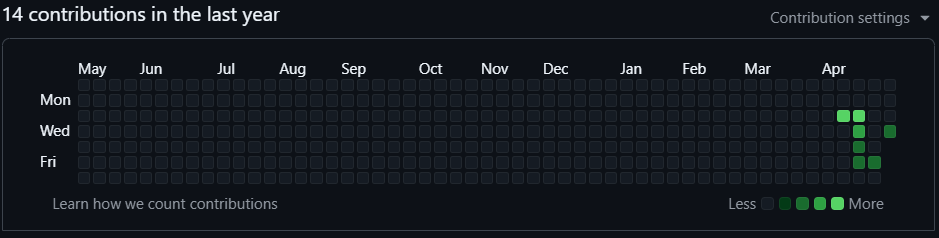 14 contributions in the last year
Contribution settings
May Jun Jul Aug Sep Oct Nov Dec Jan Feb Mar Apr
Mon
Wed
Fri
Learn how we count contributions
Less More